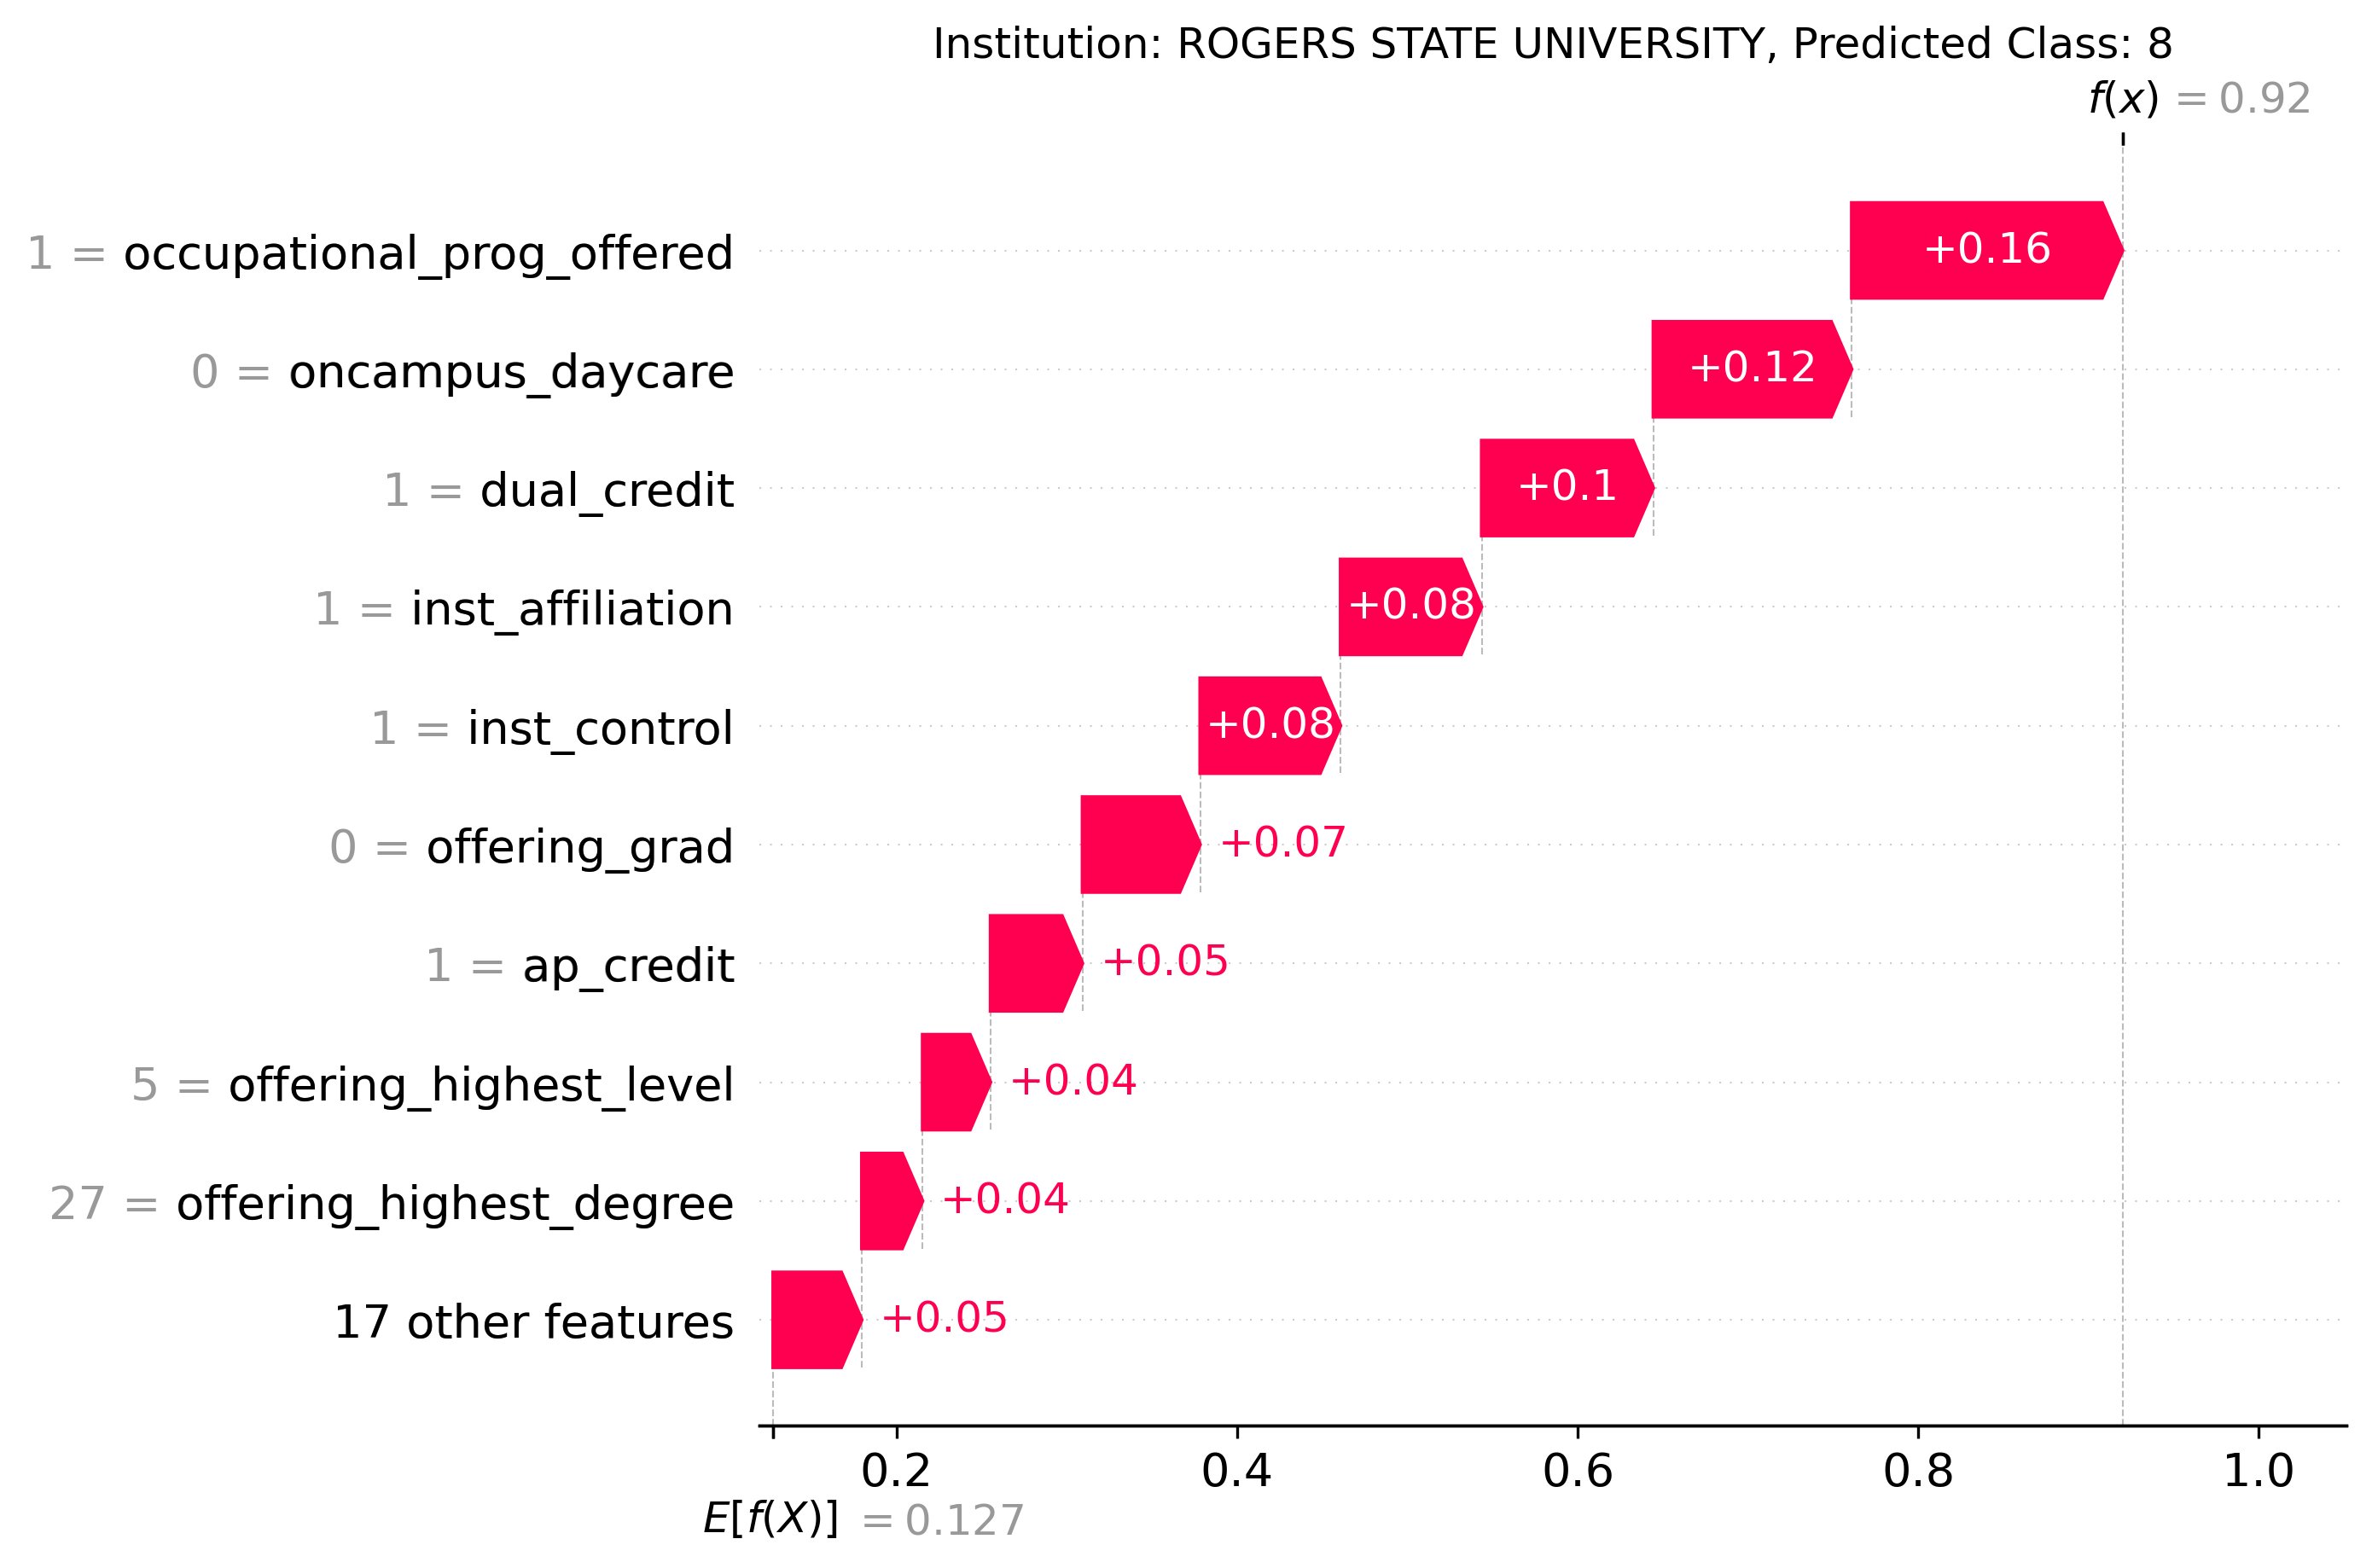 Institution: ROGERS STATE UNIVERSITY, Predicted Class: 8
f(x) = 0.92
1 = occupational_prog_offered +0.16
0 = oncampus_daycare +0.12
1 = dual_credit +0.1
1 = inst_affiliation +0.08
1 = inst_control +0.08
0 = offering_grad +0.07
1 = ap_credit +0.05
5 = offering_highest_level +0.04
27 = offering_highest_degree +0.04
17 other features +0.05
0.2 0.4 0.6 0.8 1.0
E[f(X)] = 0.127